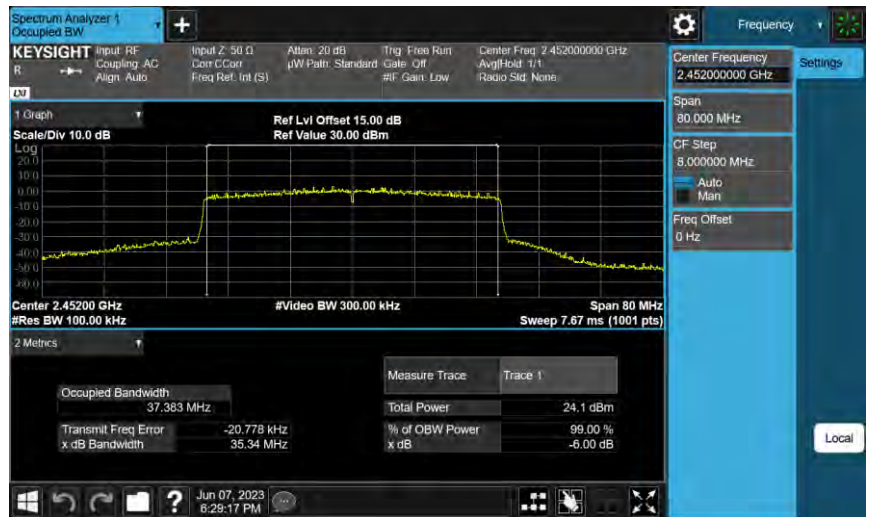 Spectrum Analyzer 1
Occupied BW
Frequency
KEYSIGHT
R
LXI
Input: RF
Coupling: AC
Align: Auto
Input Z: 50 Ω
Corr CCorr
Freq Ref: Int (S)
Atten: 20 dB
µW Path: Standard
Trig: Free Run
Gate: Off
#IF Gain: Low
Center Freq: 2.452000000 GHz
Avg|Hold: 1/1
Radio Std: None
Center Frequency
2.452000000 GHz
Settings
Span
80.000 MHz
CF Step
8.000000 MHz
Auto
Man
Freq Offset
0 Hz
1 Graph
Scale/Div 10.0 dB
Ref Lvl Offset 15.00 dB
Ref Value 30.00 dBm
Log
20.0
10.0
0.00
-10.0
-20.0
-30.0
-40.0
-50.0
-60.0
Center 2.45200 GHz
#Video BW 300.00 kHz
Span 80 MHz
#Res BW 100.00 kHz
Sweep 7.67 ms (1001 pts)
2 Metrics
Measure Trace
Trace 1
Occupied Bandwidth
37.383 MHz
Total Power
24.1 dBm
Transmit Freq Error
-20.778 kHz
% of OBW Power
99.00 %
x dB Bandwidth
35.34 MHz
x dB
-6.00 dB
Local
Jun 07, 2023
6:29:17 PM